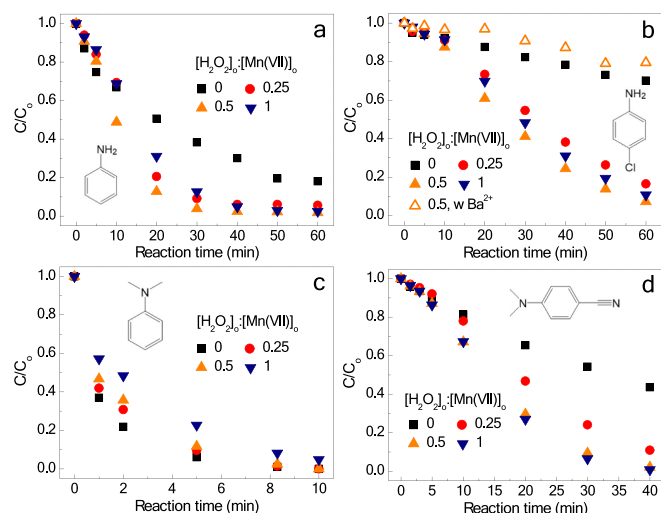 a
[H₂O₂]ₒ:[Mn(VII)]ₒ
0 0.25
0.5 1
NH₂
C/Cₒ
1.0
0.8
0.6
0.4
0.2
0.0
0 10 20 30 40 50 60
Reaction time (min)
b
NH₂
Cl
[H₂O₂]ₒ:[Mn(VII)]ₒ
0 0.25
0.5 1
0.5, w Ba²⁺
C/Cₒ
1.0
0.8
0.6
0.4
0.2
0.0
0 10 20 30 40 50 60
Reaction time (min)
c
N
[H₂O₂]ₒ:[Mn(VII)]ₒ
0 0.25
0.5 1
C/Cₒ
1.0
0.8
0.6
0.4
0.2
0.0
0 2 4 6 8 10
Reaction time (min)
d
N
N
[H₂O₂]ₒ:[Mn(VII)]ₒ
0 0.25
0.5 1
C/Cₒ
1.0
0.8
0.6
0.4
0.2
0.0
0 5 10 15 20 25 30 35 40
Reaction time (min)